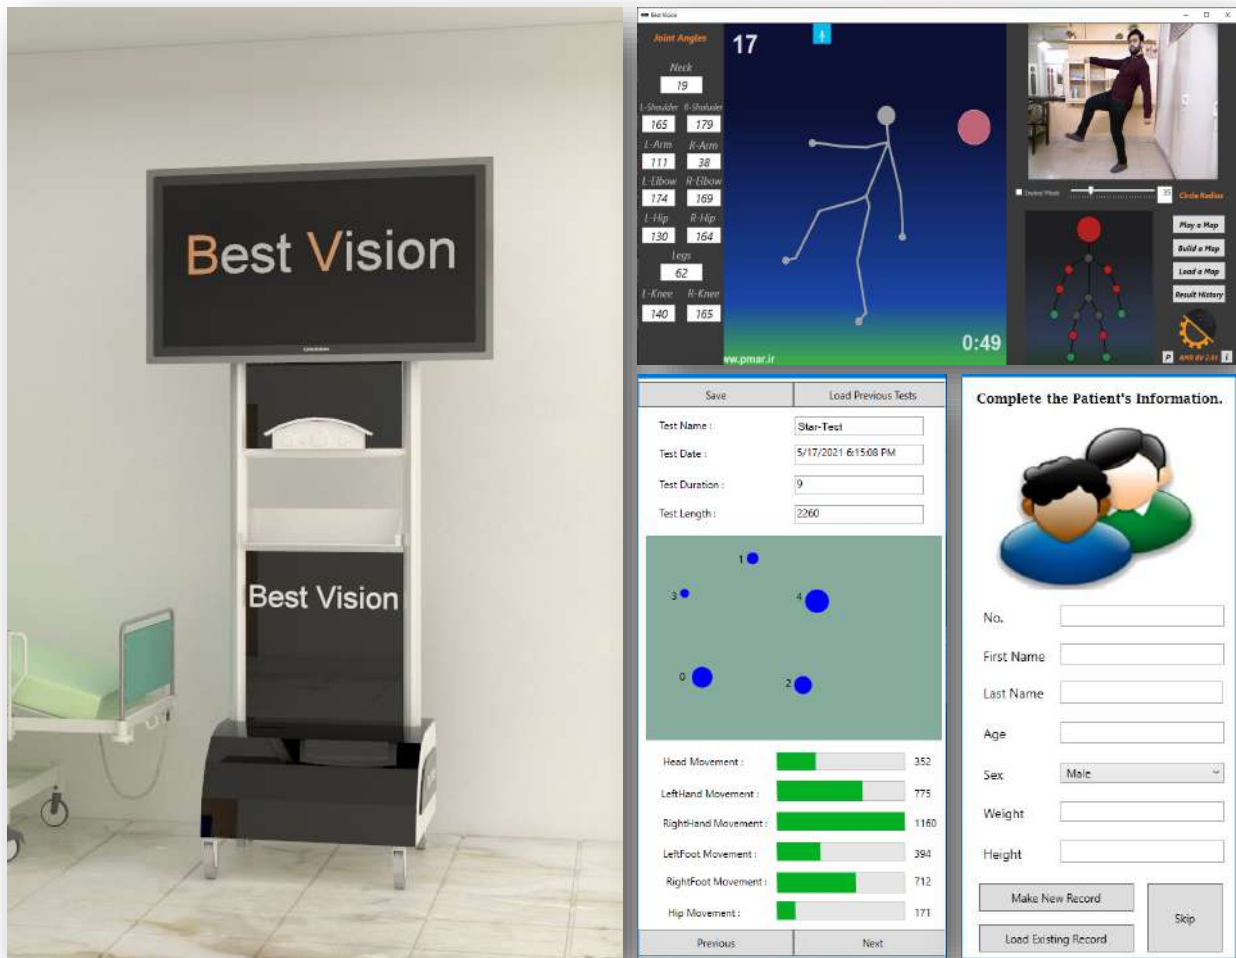 Best Vision
Best Vision
Best Vision
Joint Angles
Neck
19
L-Shoulder R-Shoulder
165 179
L-Arm R-Arm
111 38
L-Elbow R-Elbow
174 169
L-Hip R-Hip
130 164
Legs
62
L-Knee R-Knee
140 165
17
0:49
ww.pmar.ir
35 Circle Radius
Play a Map
Build a Map
Load a Map
Result History
P i
Save Load Previous Tests
Test Name : Star-Test
Test Date : 5/17/2021 6:15:08 PM
Test Duration : 9
Test Length : 2260
1
3
4
0
2
Head Movement : 352
LeftHand Movement : 775
RightHand Movement : 1160
LeftFoot Movement : 394
RightFoot Movement : 712
Hip Movement : 171
Previous Next
Complete the Patient's Information.
No.
First Name
Last Name
Age
Sex Male
Weight
Height
Make New Record
Skip
Load Existing Record